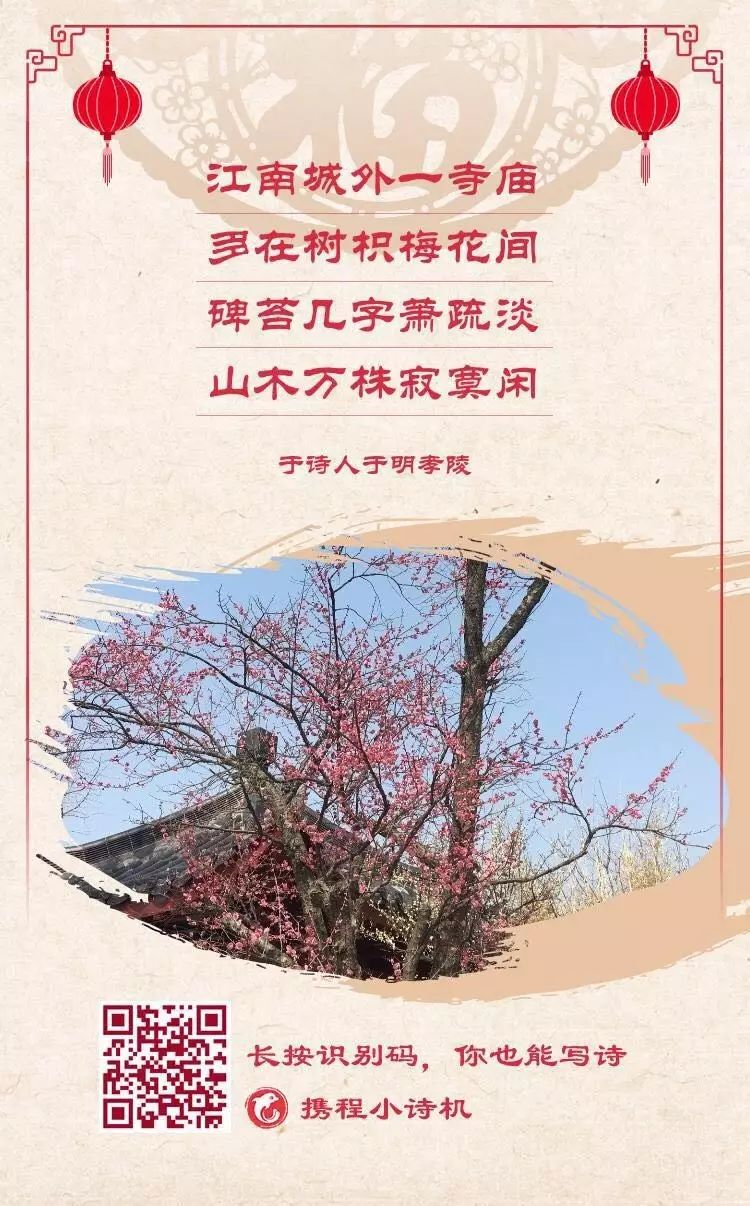 江南城外一寺庙
多在树枳梅花间
碑苔几字萧疏淡
山木万株寂寞闲
于诗人于明孝陵
长按识别码，你也能写诗
携程小诗机